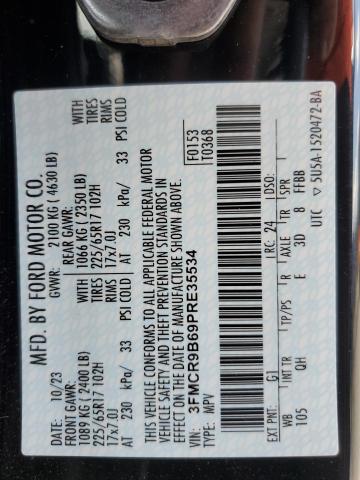 MFD. BY FORD MOTOR CO.
DATE: 10/23 GVWR: 2100 KG ( 4630 LB)
FRONT GAWR: REAR GAWR:
1089 KG ( 2400 LB) WITH 1066 KG ( 2350 LB) WITH
225/65R17 102H TIRES 225/65R17 102H TIRES
17x7.0J RIMS 17x7.0J RIMS
AT 230 kPa/ 33 PSI COLD AT 230 kPa/ 33 PSI COLD
THIS VEHICLE CONFORMS TO ALL APPLICABLE FEDERAL MOTOR
VEHICLE SAFETY AND THEFT PREVENTION STANDARDS IN
EFFECT ON THE DATE OF MANUFACTURE SHOWN ABOVE.
VIN: 3FMCR9B69PRE35534 F0153
TYPE: MPV T0368
EXT PNT: G1 RC: 24 DSO:
WB INT CR TP/PS R AXLE TR SPR
105 QH E 3D 8 FFBB
UTC ▽ 5U5A-1520472-BA